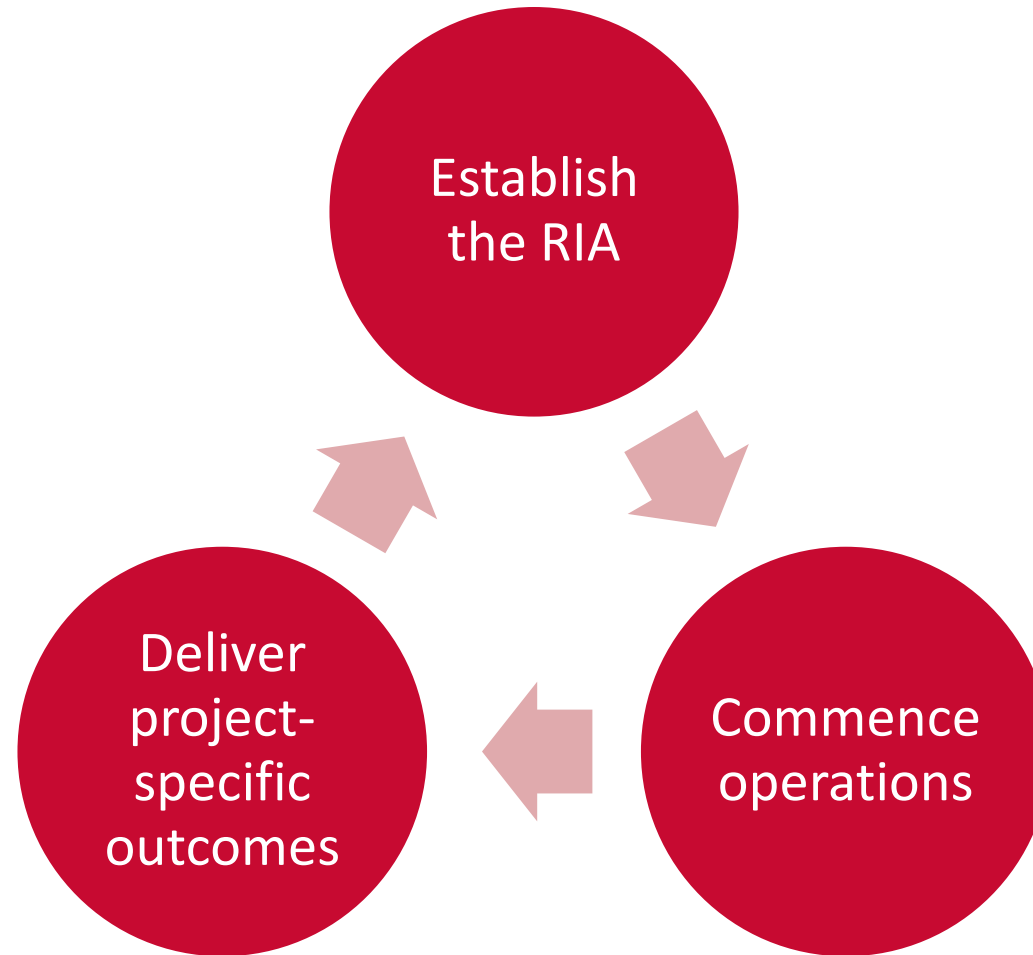 Establish
the RIA
Commence
operations
Deliver
project-
specific
outcomes